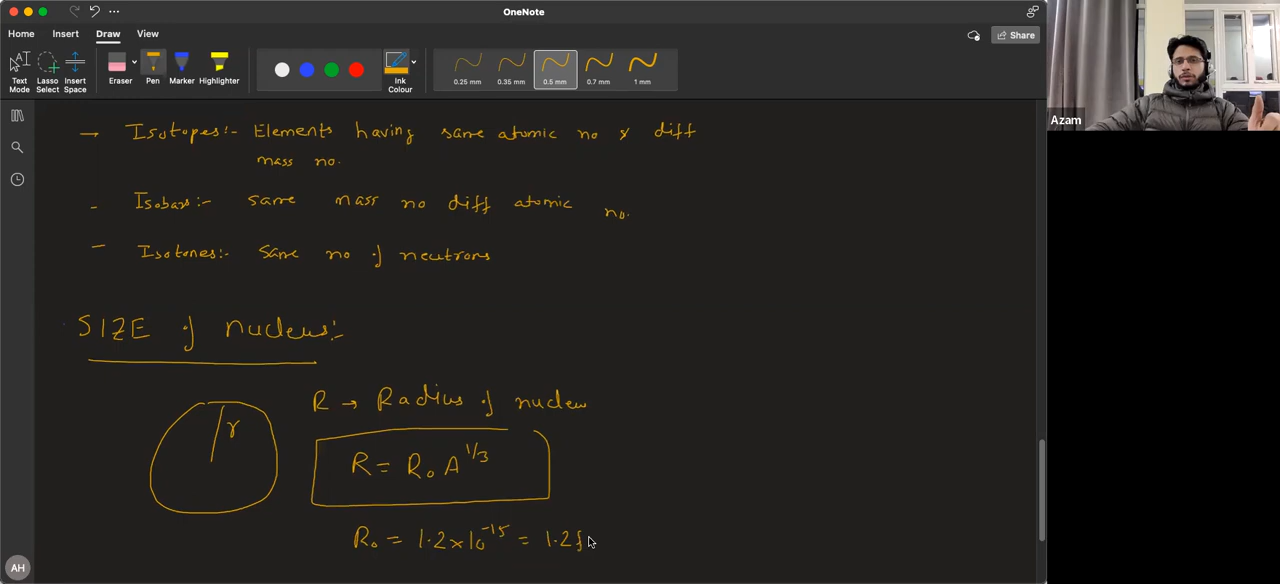 OneNote
Home Insert Draw View
Share
Text Mode
Lasso Select
Insert Space
Eraser
Pen
Marker
Highlighter
Ink Colour
0.25 mm
0.35 mm
0.5 mm
0.7 mm
1 mm
Azam
→ Isotopes:- Elements having same atomic no & diff
mass no.
- Isobars:- same mass no diff atomic no.
- Isotones:- same no of neutrons
SIZE of nucleus:-
R → Radius of nucleu
r
R = R₀ A^1/3
R₀ = 1.2 × 10^-15 = 1.2 f
AH